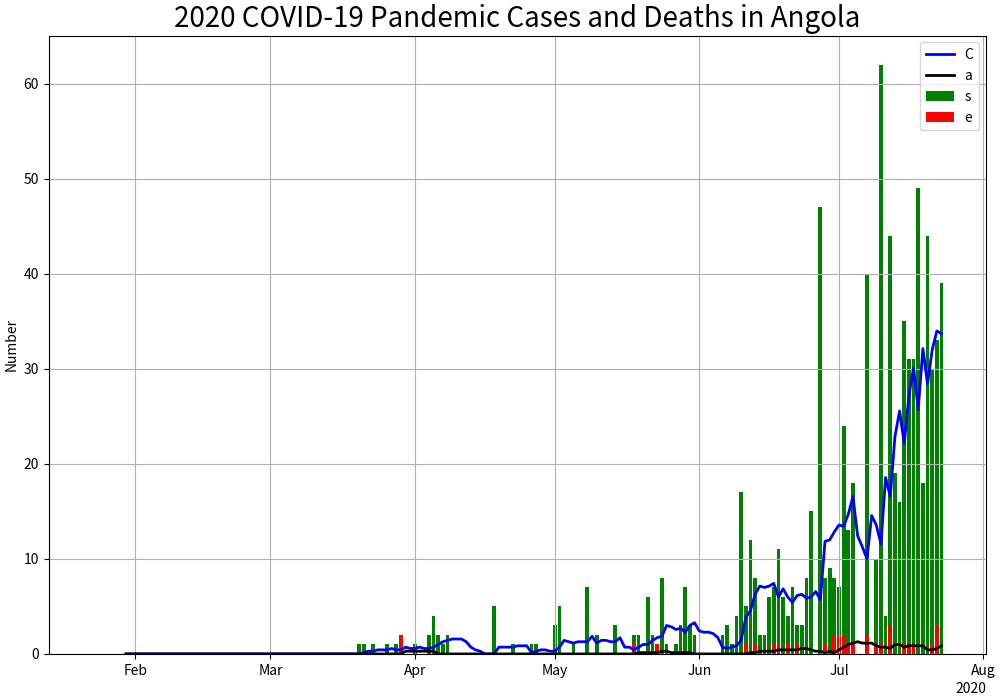 2020 COVID-19 Pandemic Cases and Deaths in Angola
Number
60
50
40
30
20
10
0
C
a
s
e
Feb
Mar
Apr
May
Jun
Jul
Aug
2020